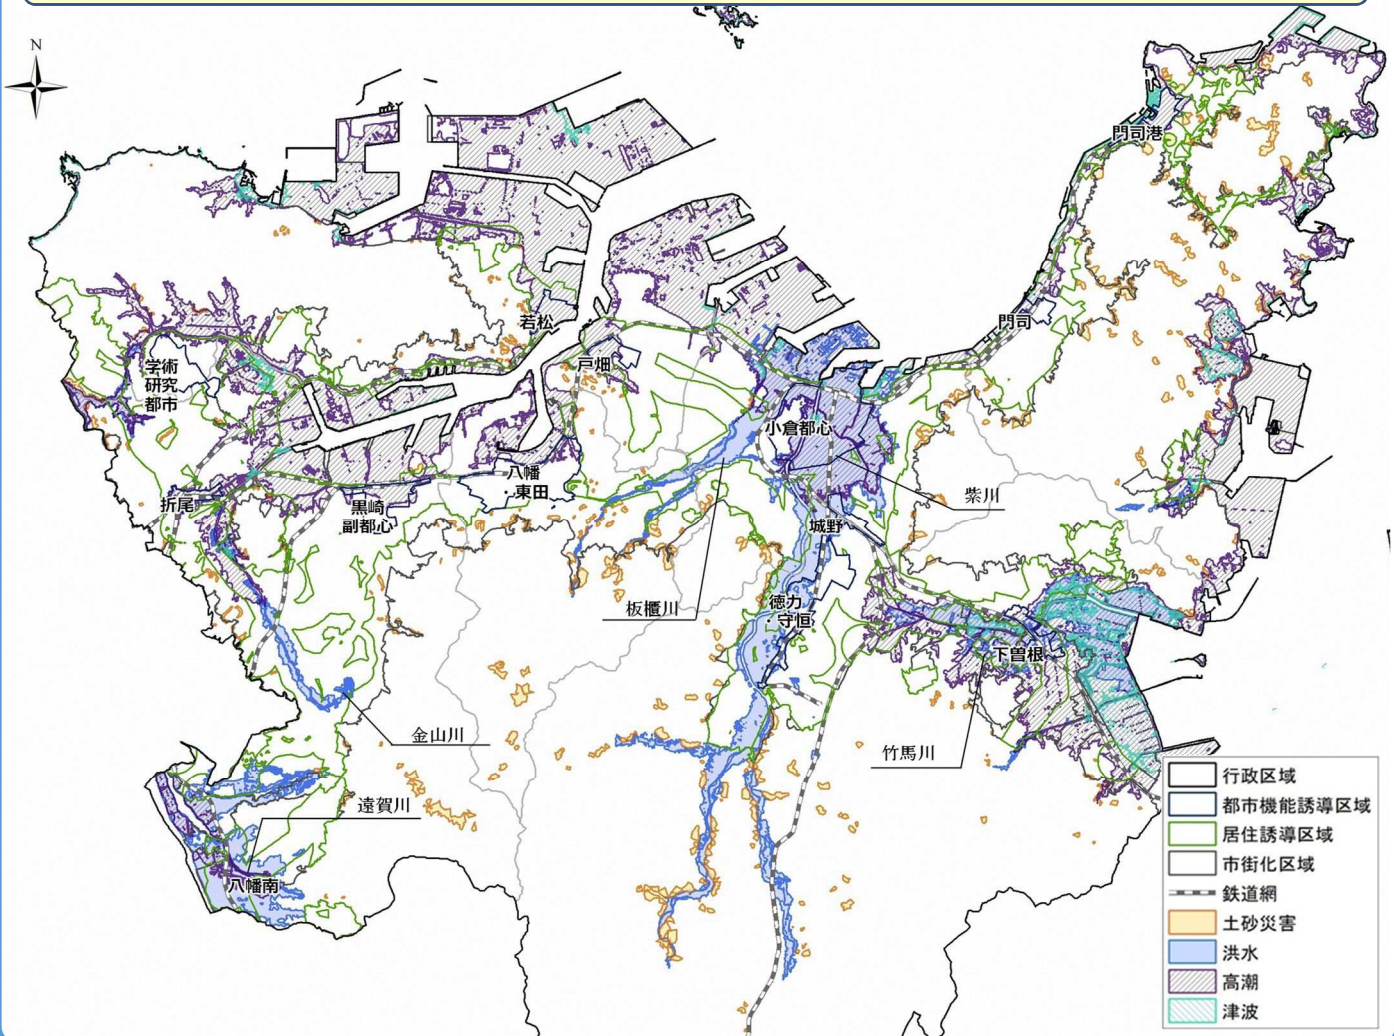 N
門司港
若松
門司
戸畑
学術
研究
都市
小倉都心
八幡
・東田
折尾
黒崎
副都心
紫川
城野
板櫃川
徳力
・守恒
下曽根
金山川
竹馬川
遠賀川
八幡南
行政区域
都市機能誘導区域
居住誘導区域
市街化区域
鉄道網
土砂災害
洪水
高潮
津波